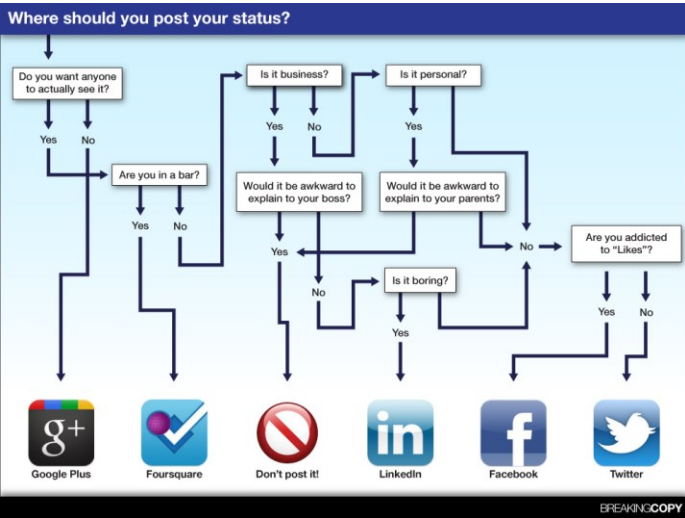 Where should you post your status?
Do you want anyone
to actually see it?
Is it business?
Is it personal?
Yes
No
Yes
No
Yes
Are you in a bar?
Would it be awkward to
explain to your boss?
Would it be awkward to
explain to your parents?
Yes
No
Yes
No
Are you addicted
to "Likes"?
Is it boring?
No
Yes
Yes
No
g+
in
f
Google Plus
Foursquare
Don't post it!
LinkedIn
Facebook
Twitter
BREAKINGCOPY